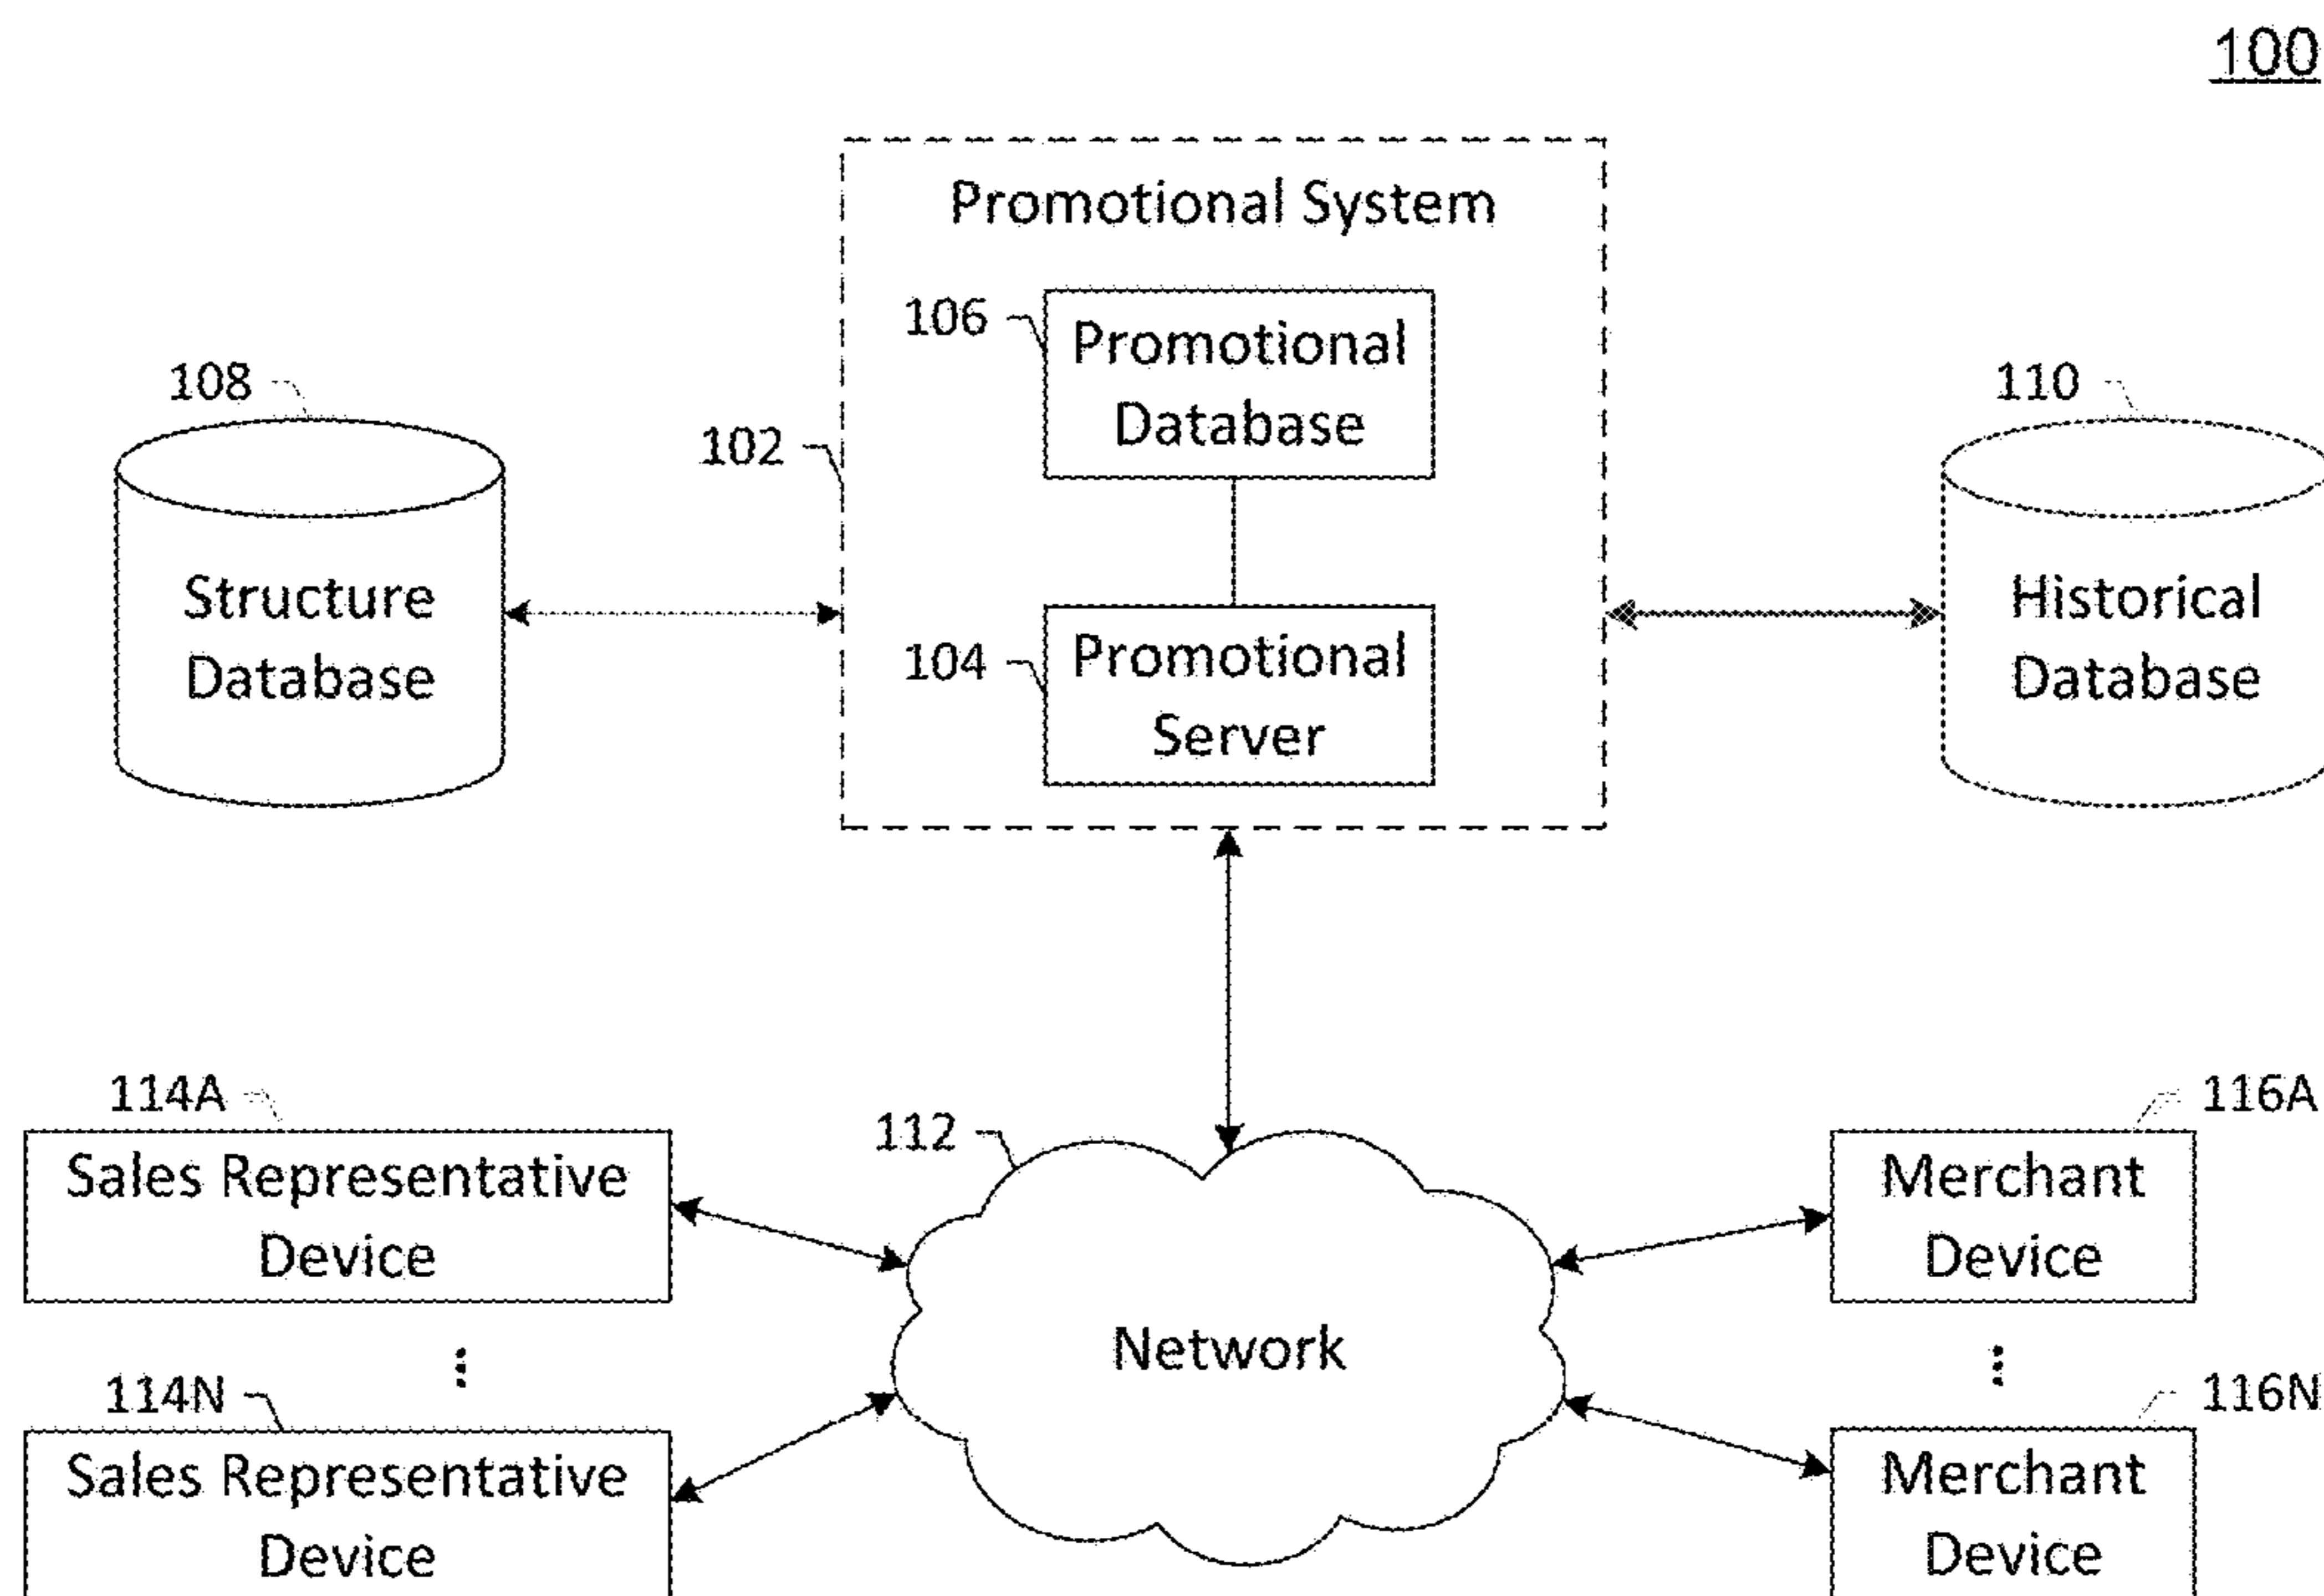 100
Promotional System
106
Promotional
Database
108
110
102
Structure
Database
104
Promotional
Server
Historical
Database
114A
112
116A
Sales Representative
Device
Merchant
Device
Network
114N
116N
Sales Representative
Device
Merchant
Device